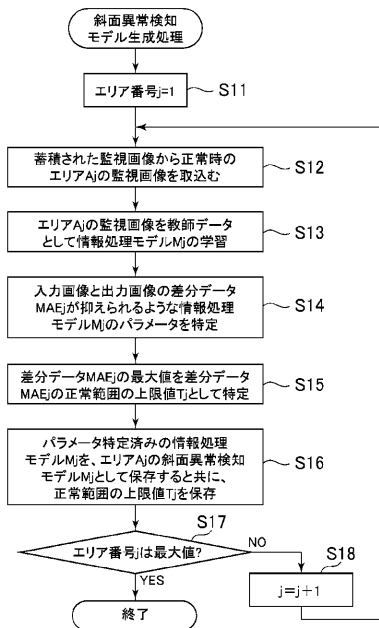 斜面異常検知
モデル生成処理
エリア番号j=1
S11
蓄積された監視画像から正常時の
エリアAjの監視画像を取込む
S12
エリアAjの監視画像を教師データ
として情報処理モデルMjの学習
S13
入力画像と出力画像の差分データ
MAEjが抑えられるような情報処理
モデルMjのパラメータを特定
S14
差分データMAEjの最大値を差分データ
MAEjの正常範囲の上限値Tjとして特定
S15
パラメータ特定済みの情報処理
モデルMjを、エリアAjの斜面異常検知
モデルMjとして保存すると共に、
正常範囲の上限値Tjを保存
S16
S17
エリア番号jは最大値?
NO
YES
S18
j=j+1
終了